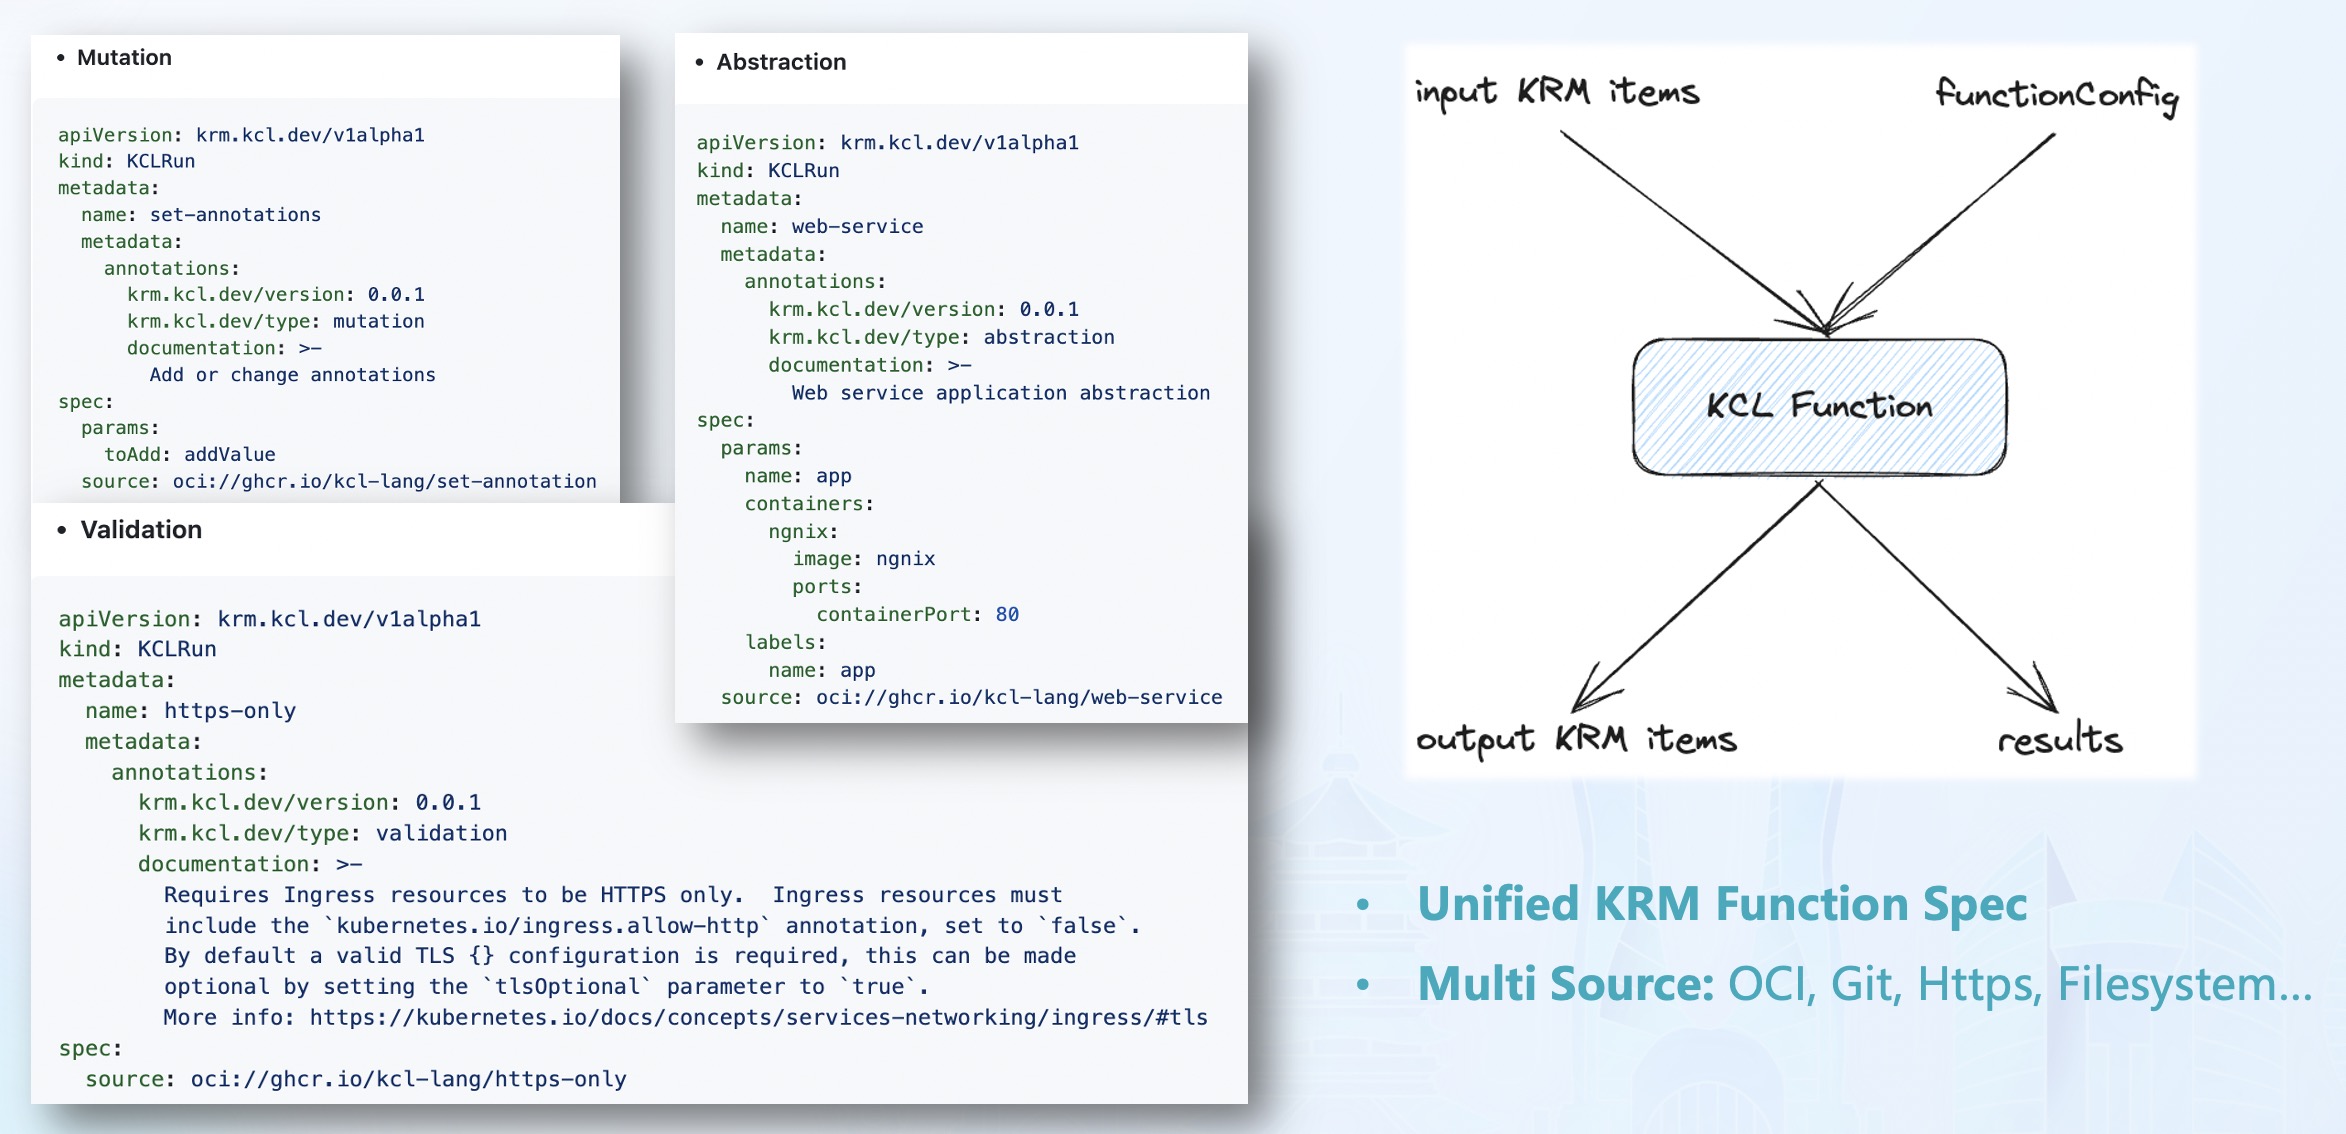 • Mutation
apiVersion: krm.kcl.dev/v1alpha1
kind: KCLRun
metadata:
  name: set-annotations
  metadata:
    annotations:
      krm.kcl.dev/version: 0.0.1
      krm.kcl.dev/type: mutation
      documentation: >-
        Add or change annotations
spec:
  params:
    toAdd: addValue
  source: oci://ghcr.io/kcl-lang/set-annotation
• Validation
apiVersion: krm.kcl.dev/v1alpha1
kind: KCLRun
metadata:
  name: https-only
  metadata:
    annotations:
      krm.kcl.dev/version: 0.0.1
      krm.kcl.dev/type: validation
      documentation: >-
        Requires Ingress resources to be HTTPS only.  Ingress resources must
        include the `kubernetes.io/ingress.allow-http` annotation, set to `false`.
        By default a valid TLS {} configuration is required, this can be made
        optional by setting the `tlsOptional` parameter to `true`.
        More info: https://kubernetes.io/docs/concepts/services-networking/ingress/#tls
spec:
  source: oci://ghcr.io/kcl-lang/https-only
• Abstraction
apiVersion: krm.kcl.dev/v1alpha1
kind: KCLRun
metadata:
  name: web-service
  metadata:
    annotations:
      krm.kcl.dev/version: 0.0.1
      krm.kcl.dev/type: abstraction
      documentation: >-
        Web service application abstraction
spec:
  params:
    name: app
    containers:
      ngnix:
        image: ngnix
        ports:
          containerPort: 80
    labels:
      name: app
  source: oci://ghcr.io/kcl-lang/web-service
input KRM items
functionConfig
KCL Function
output KRM items
results
• Unified KRM Function Spec
• Multi Source: OCI, Git, Https, Filesystem...